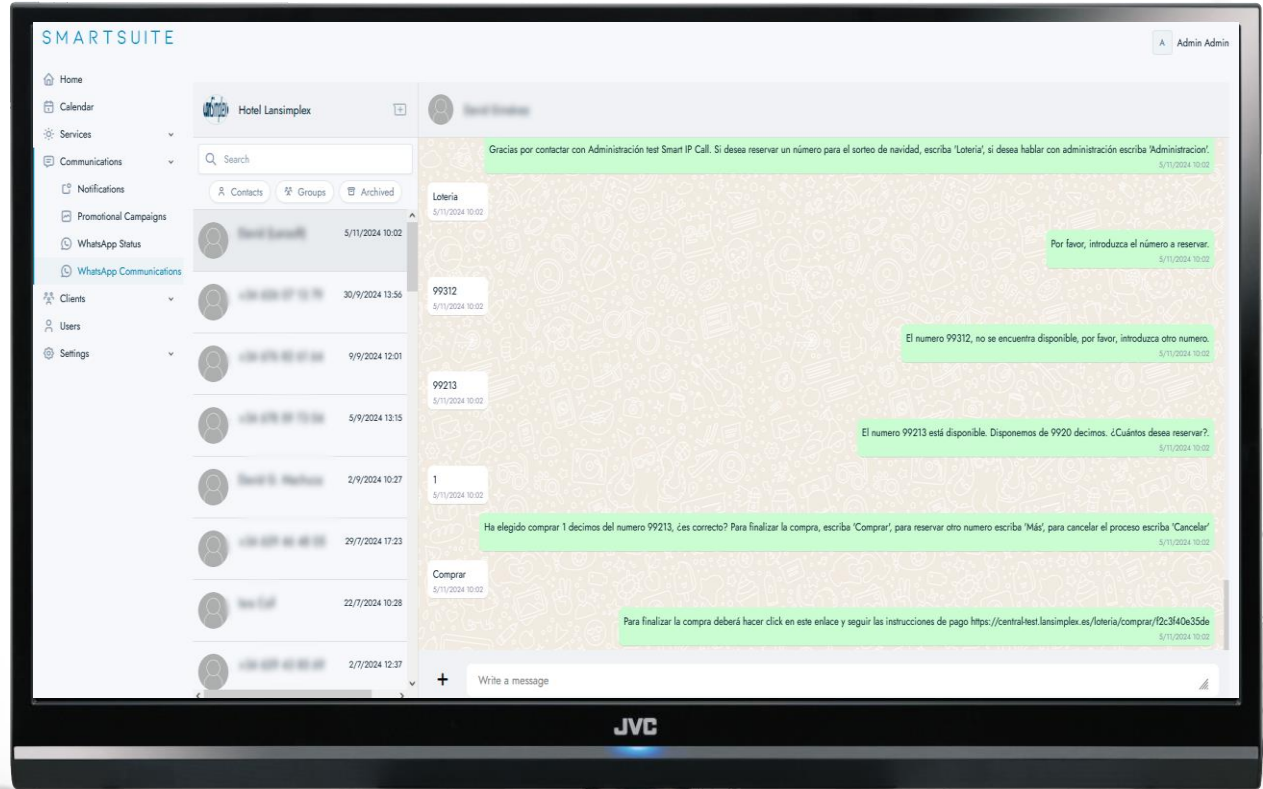 SMARTSUITE
A Admin Admin
Home
Calendar
Services
Communications
Notifications
Promotional Campaigns
WhatsApp Status
WhatsApp Communications
Clients
Users
Settings
Hotel Lansimplex
Search
Contacts
Groups
Archived
5/11/2024 10:02
30/9/2024 13:56
9/9/2024 12:01
5/9/2024 13:15
2/9/2024 10:27
29/7/2024 17:23
22/7/2024 10:28
2/7/2024 12:37
Gracias por contactar con Administración test Smart IP Call. Si desea reservar un número para el sorteo de navidad, escriba 'Loteria', si desea hablar con administración escriba 'Administracion'.
5/11/2024 10:02
Loteria
5/11/2024 10:02
Por favor, introduzca el número a reservar.
5/11/2024 10:02
99312
5/11/2024 10:02
El numero 99312, no se encuentra disponible, por favor, introduzca otro numero.
5/11/2024 10:02
99213
5/11/2024 10:02
El numero 99213 está disponible. Disponemos de 9920 decimos. ¿Cuántos desea reservar?.
5/11/2024 10:02
1
5/11/2024 10:02
Ha elegido comprar 1 decimos del numero 99213, ¿es correcto? Para finalizar la compra, escriba 'Comprar', para reservar otro numero escriba 'Más', para cancelar el proceso escriba 'Cancelar'
5/11/2024 10:02
Comprar
5/11/2024 10:02
Para finalizar la compra deberá hacer click en este enlace y seguir las instrucciones de pago https://central-test.lansimplex.es/loteria/comprar/f2c3f40e35de
5/11/2024 10:02
Write a message
JVC